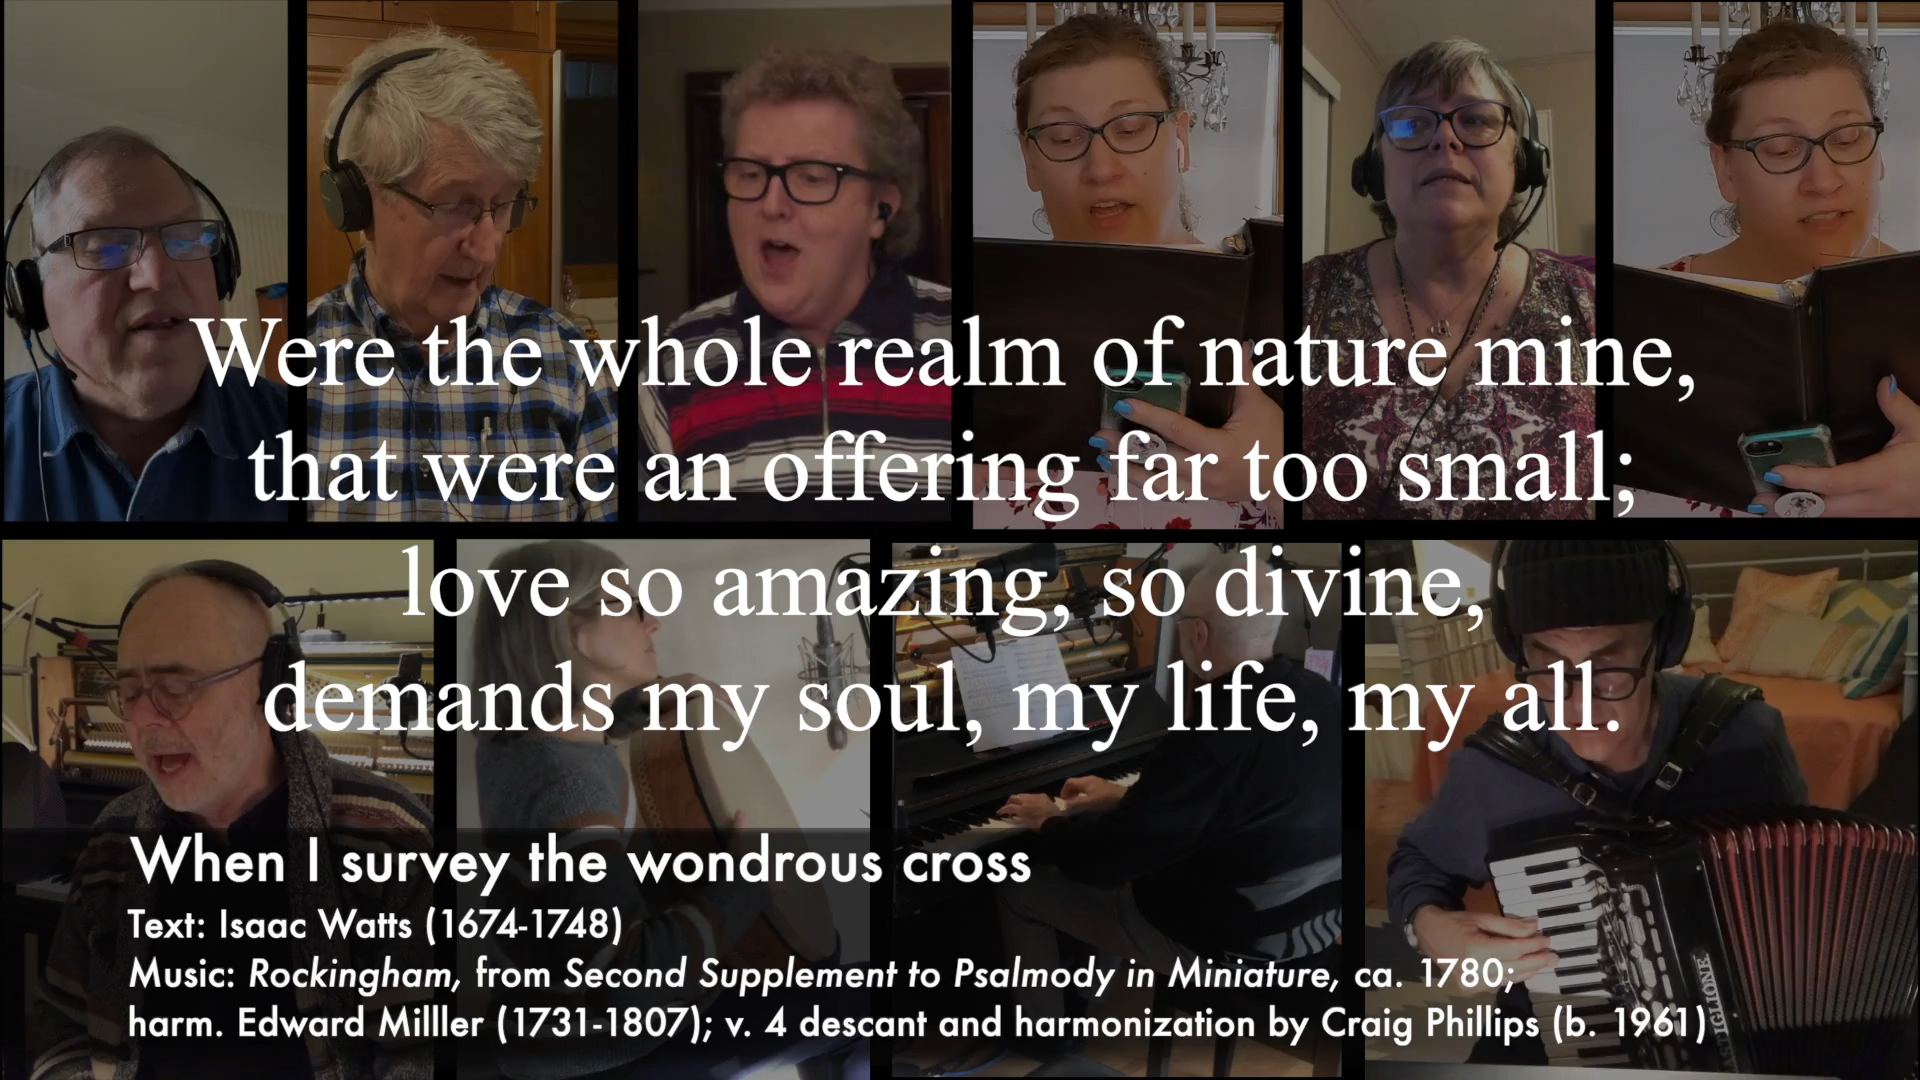 Were the whole realm of nature mine,
that were an offering far too small;
love so amazing, so divine,
demands my soul, my life, my all.
When I survey the wondrous cross
Text: Isaac Watts (1674-1748)
Music: Rockingham, from Second Supplement to Psalmody in Miniature, ca. 1780;
harm. Edward Milller (1731-1807); v. 4 descant and harmonization by Craig Phillips (b. 1961)